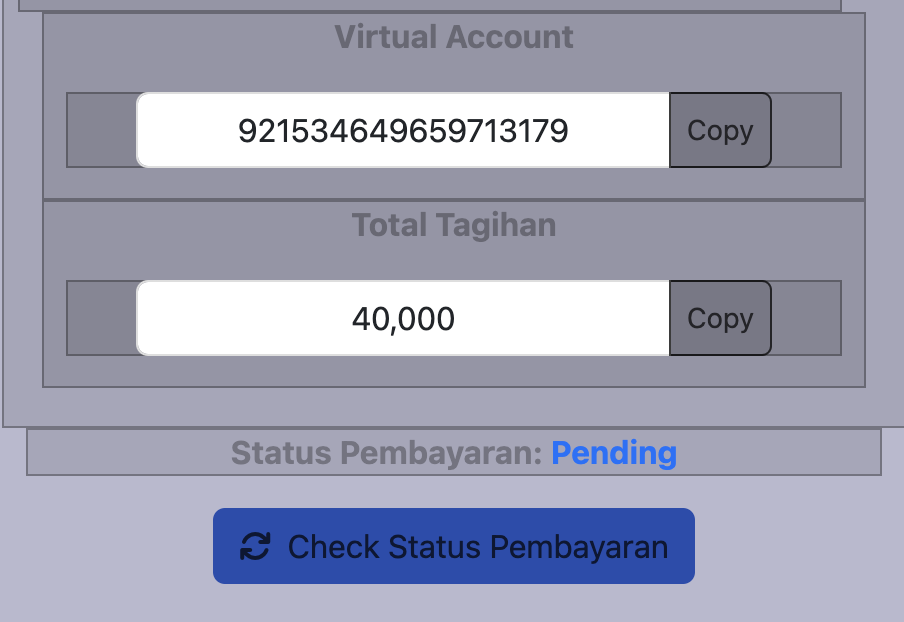 Virtual Account
921534649659713179
Copy
Total Tagihan
40,000
Copy
Status Pembayaran: Pending
Check Status Pembayaran